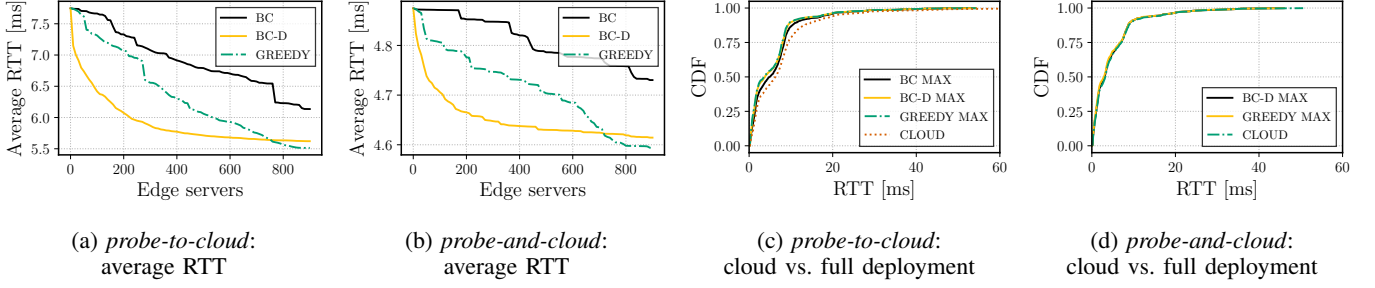 Average RTT [ms]
7.5
7.0
6.5
6.0
5.5
0
200
400
600
800
Edge servers
BC
BC-D
GREEDY
Average RTT [ms]
4.8
4.7
4.6
0
200
400
600
800
Edge servers
BC
BC-D
GREEDY
CDF
1.00
0.75
0.50
0.25
0.00
0
20
40
60
RTT [ms]
BC MAX
BC-D MAX
GREEDY MAX
CLOUD
CDF
1.00
0.75
0.50
0.25
0.00
0
20
40
60
RTT [ms]
BC-D MAX
GREEDY MAX
CLOUD
(a) probe-to-cloud:
average RTT
(b) probe-and-cloud:
average RTT
(c) probe-to-cloud:
cloud vs. full deployment
(d) probe-and-cloud:
cloud vs. full deployment